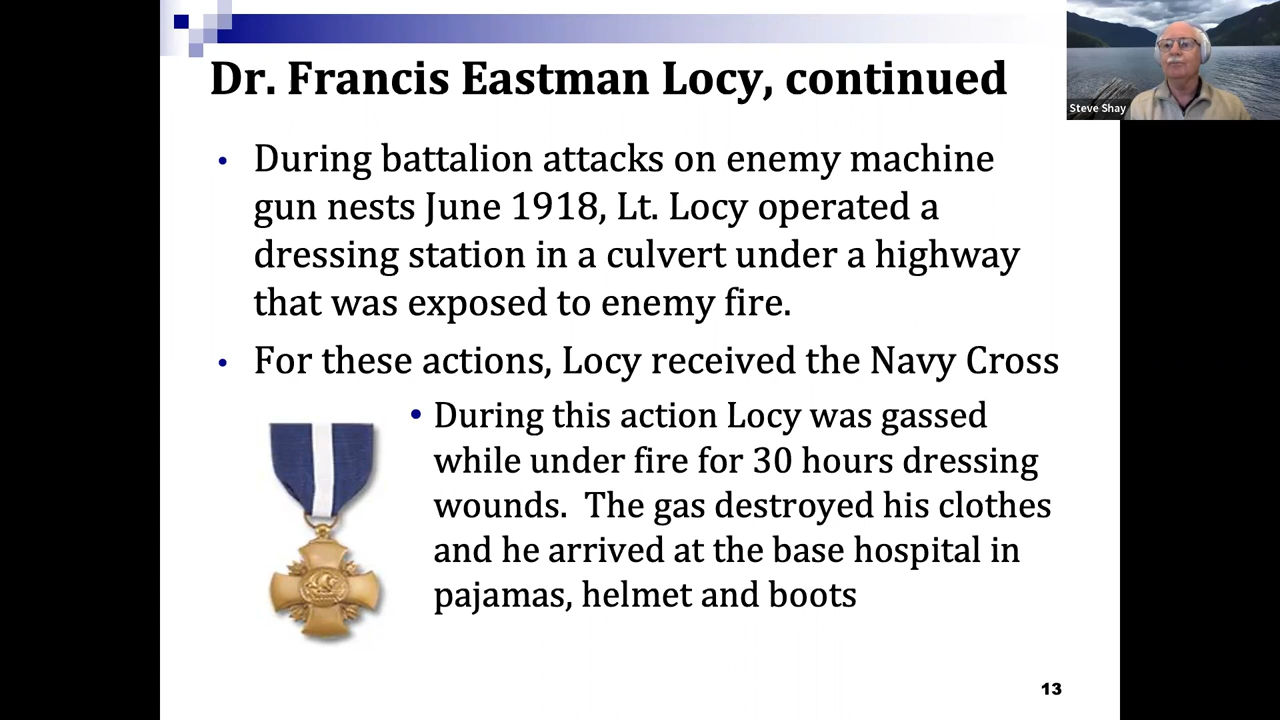 Dr. Francis Eastman Locy, continued
Steve Shay
• During battalion attacks on enemy machine
gun nests June 1918, Lt. Locy operated a
dressing station in a culvert under a highway
that was exposed to enemy fire.
• For these actions, Locy received the Navy Cross
• During this action Locy was gassed
while under fire for 30 hours dressing
wounds.  The gas destroyed his clothes
and he arrived at the base hospital in
pajamas, helmet and boots
13